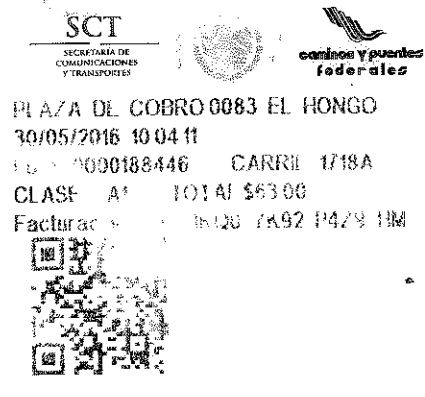 SCT
SECRETARÍA DE
COMUNICACIONES
Y TRANSPORTES
caminos y puentes
federales
PLAZA DE COBRO 0083 EL HONGO
30/05/2016 10:04:11
0000188446 CARRIL 1718A
CLASE TOTAL $63.00